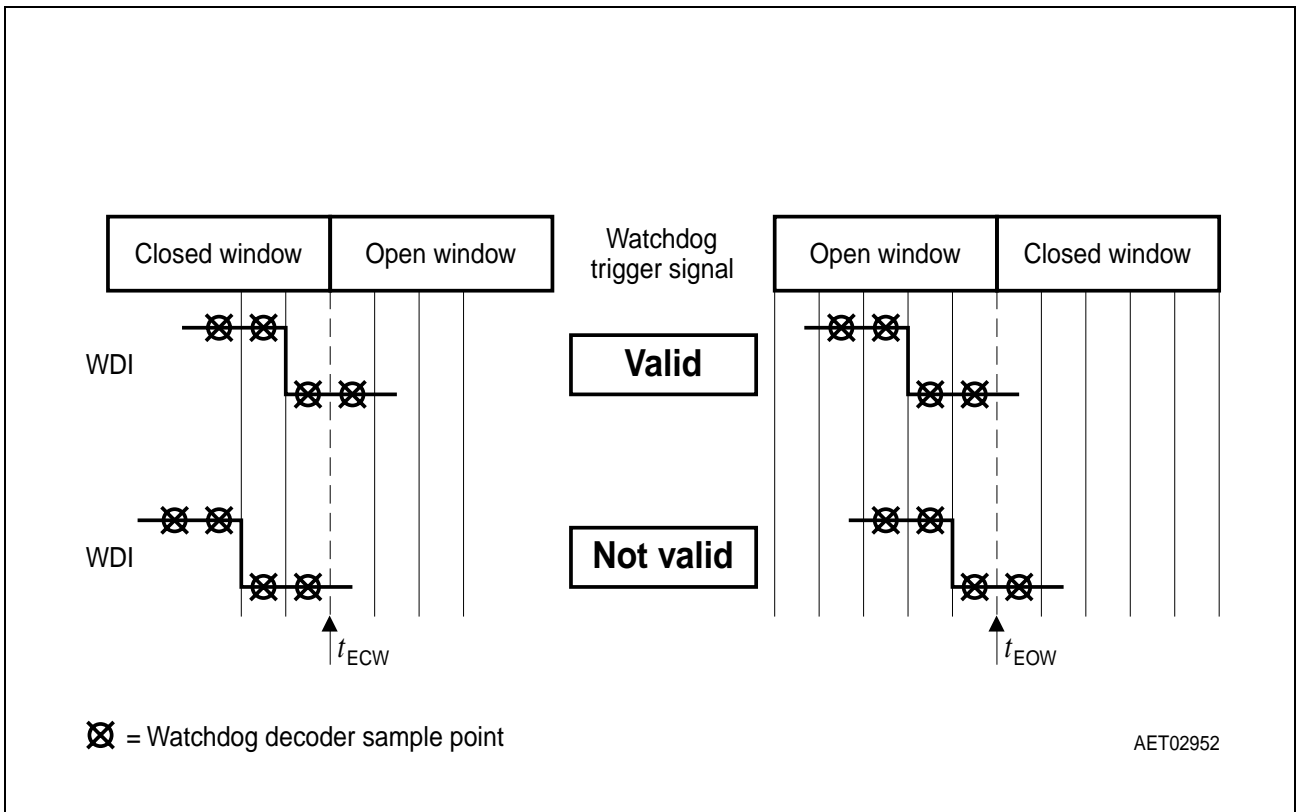 Closed window
Open window
Watchdog
trigger signal
Open window
Closed window
WDI
Valid
WDI
Not valid
tECW
tEOW
= Watchdog decoder sample point
AET02952